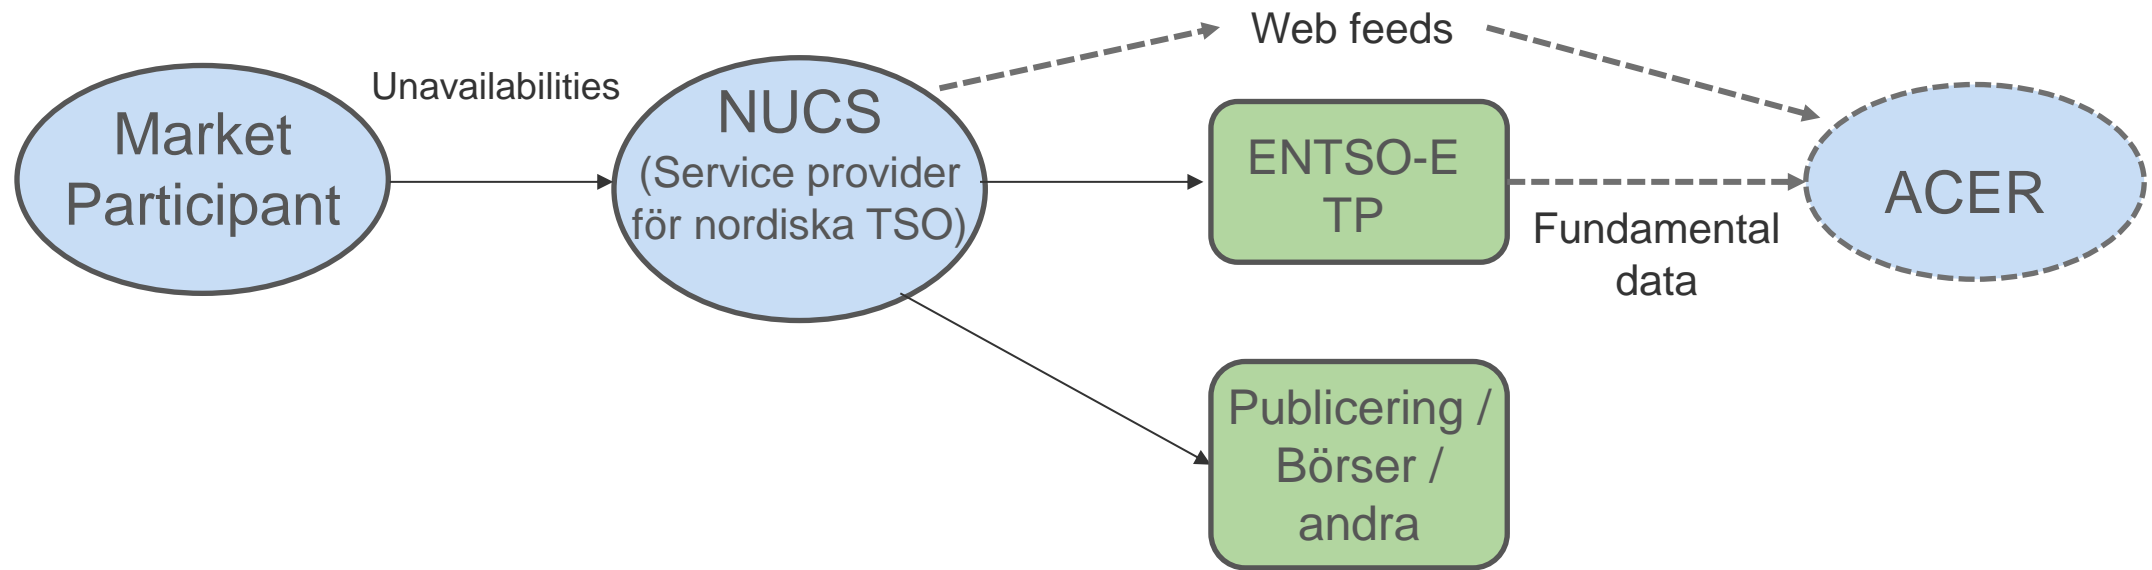 Web feeds
Unavailabilities
Market
Participant
NUCS
(Service provider
för nordiska TSO)
ENTSO-E
TP
Fundamental
data
ACER
Publicering /
Börser /
andra